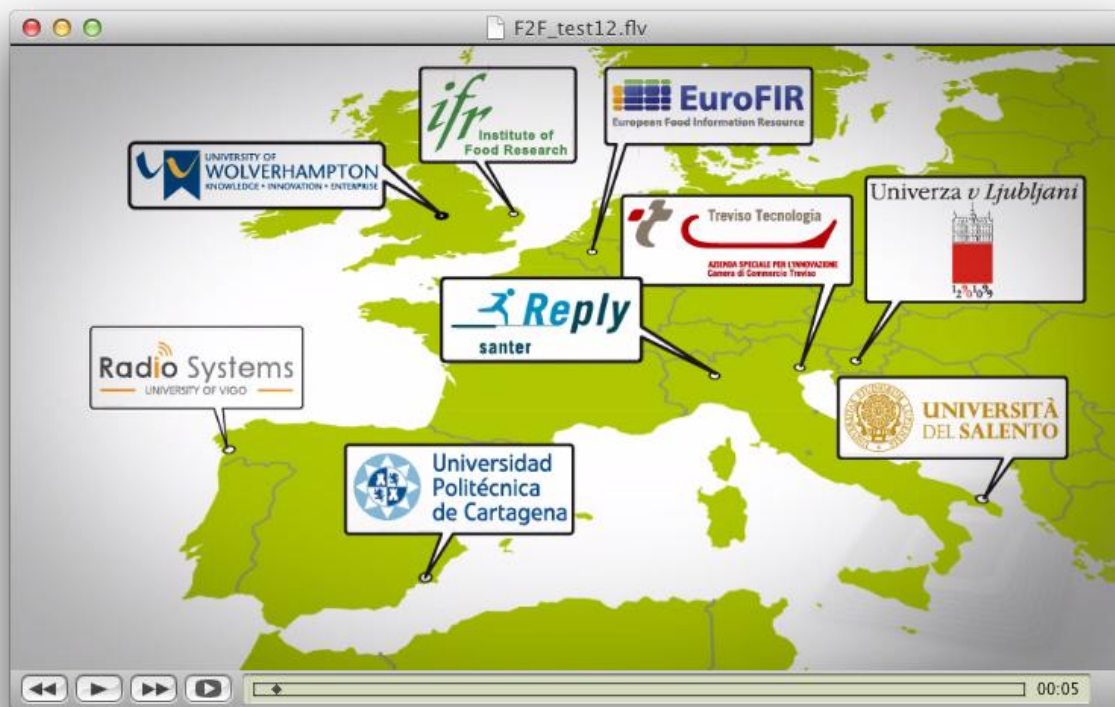 F2F_test12.flv
ifr
Institute of
Food Research
EuroFIR
European Food Information Resource
UNIVERSITY OF
WOLVERHAMPTON
KNOWLEDGE • INNOVATION • ENTERPRISE
Treviso Tecnologia
AZIENDA SPECIALE PER L'INNOVAZIONE
Camera di Commercio Treviso
Univerza v Ljubljani
Reply
santer
Radio Systems
UNIVERSITY OF VIGO
UNIVERSITÀ
DEL SALENTO
Universidad
Politécnica
de Cartagena
00:05